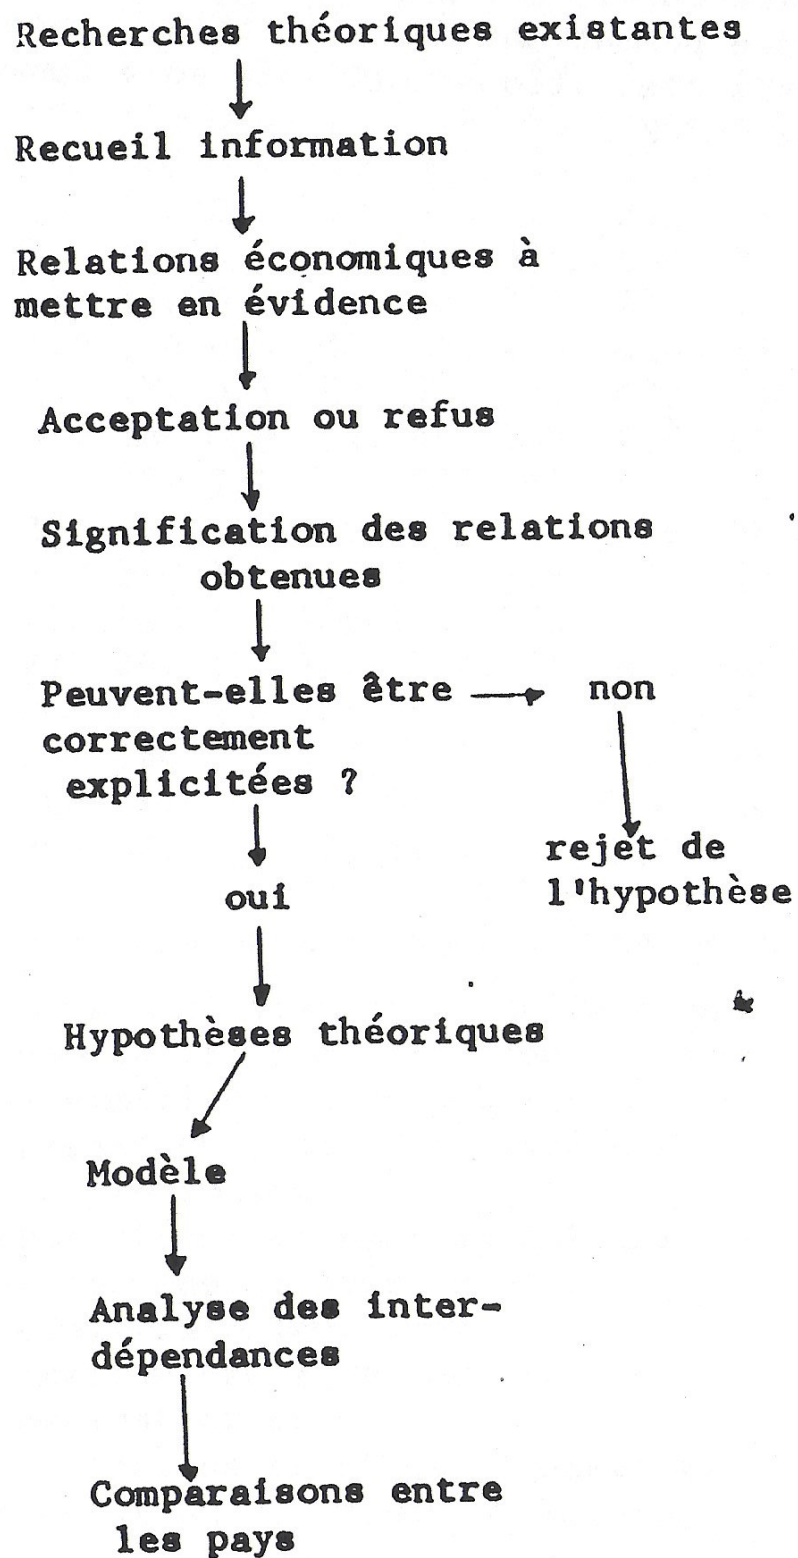 Recherches théoriques existantes
Recueil information
Relations économiques à
mettre en évidence
Acceptation ou refus
Signification des relations
obtenues
Peuvent-elles être
correctement
explicitées ?
non
rejet de
l'hypothèse
oui
Hypothèses théoriques
Modèle
Analyse des inter-
dépendances
Comparaisons entre
les pays